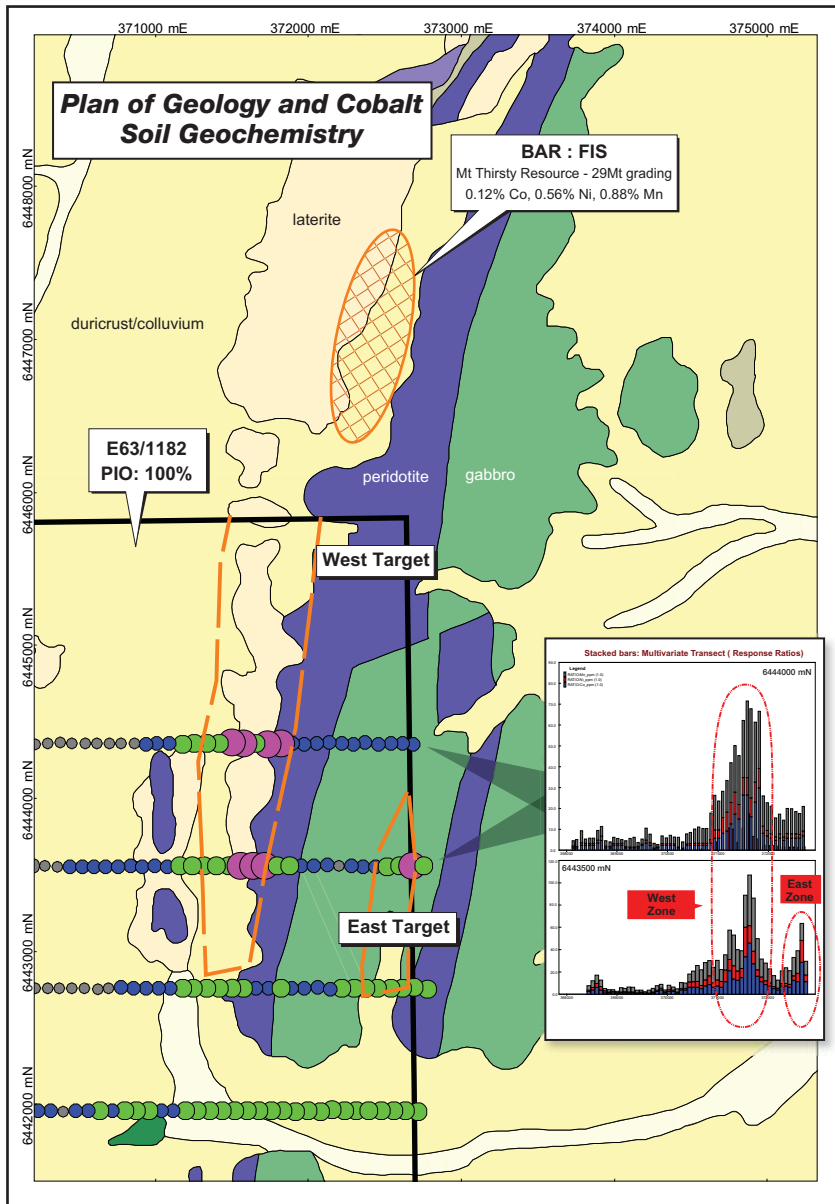 371000 mE
372000 mE
373000 mE
374000 mE
375000 mE
Plan of Geology and Cobalt
Soil Geochemistry
BAR : FIS
Mt Thirsty Resource - 29Mt grading
0.12% Co, 0.56% Ni, 0.88% Mn
6448000 mN
laterite
duricrust/colluvium
6447000 mN
E63/1182
PIO: 100%
peridotite
gabbro
6446000 mN
West Target
6445000 mN
Stacked bars: Multivariate Transect ( Response Ratios)
Legend
6444000 mN
6444000 mN
6443500 mN
West
Zone
East
Zone
East Target
6443000 mN
6442000 mN